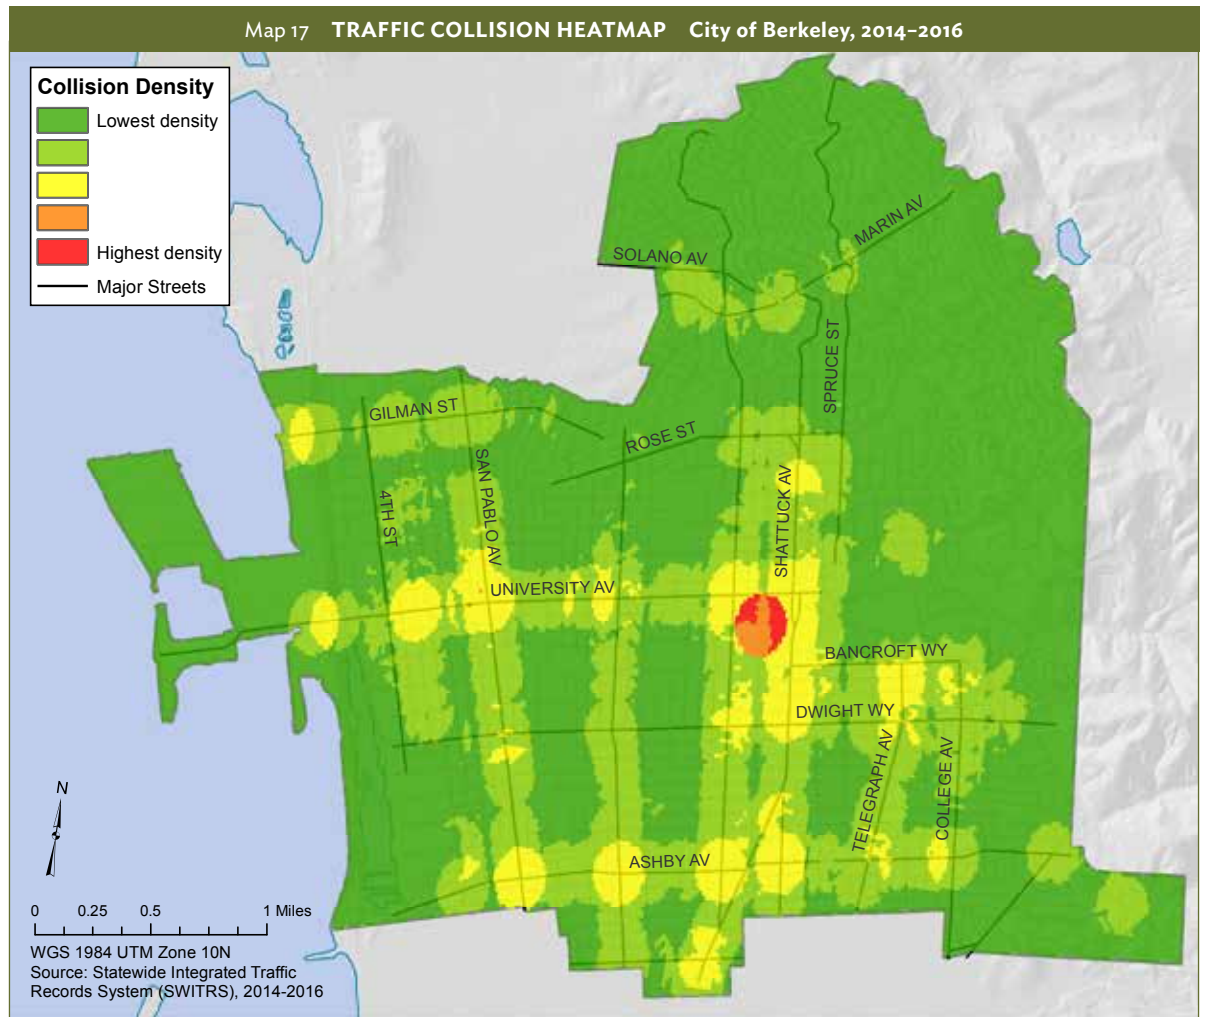 Map 17 TRAFFIC COLLISION HEATMAP City of Berkeley, 2014–2016
Collision Density
Lowest density
Highest density
Major Streets
SOLANO AV
MARIN AV
SPRUCE ST
GILMAN ST
ROSE ST
SAN PABLO AV
4TH ST
SHATTUCK AV
UNIVERSITY AV
BANCROFT WY
DWIGHT WY
TELEGRAPH AV
COLLEGE AV
ASHBY AV
N
0 0.25 0.5 1 Miles
WGS 1984 UTM Zone 10N
Source: Statewide Integrated Traffic
Records System (SWITRS), 2014-2016